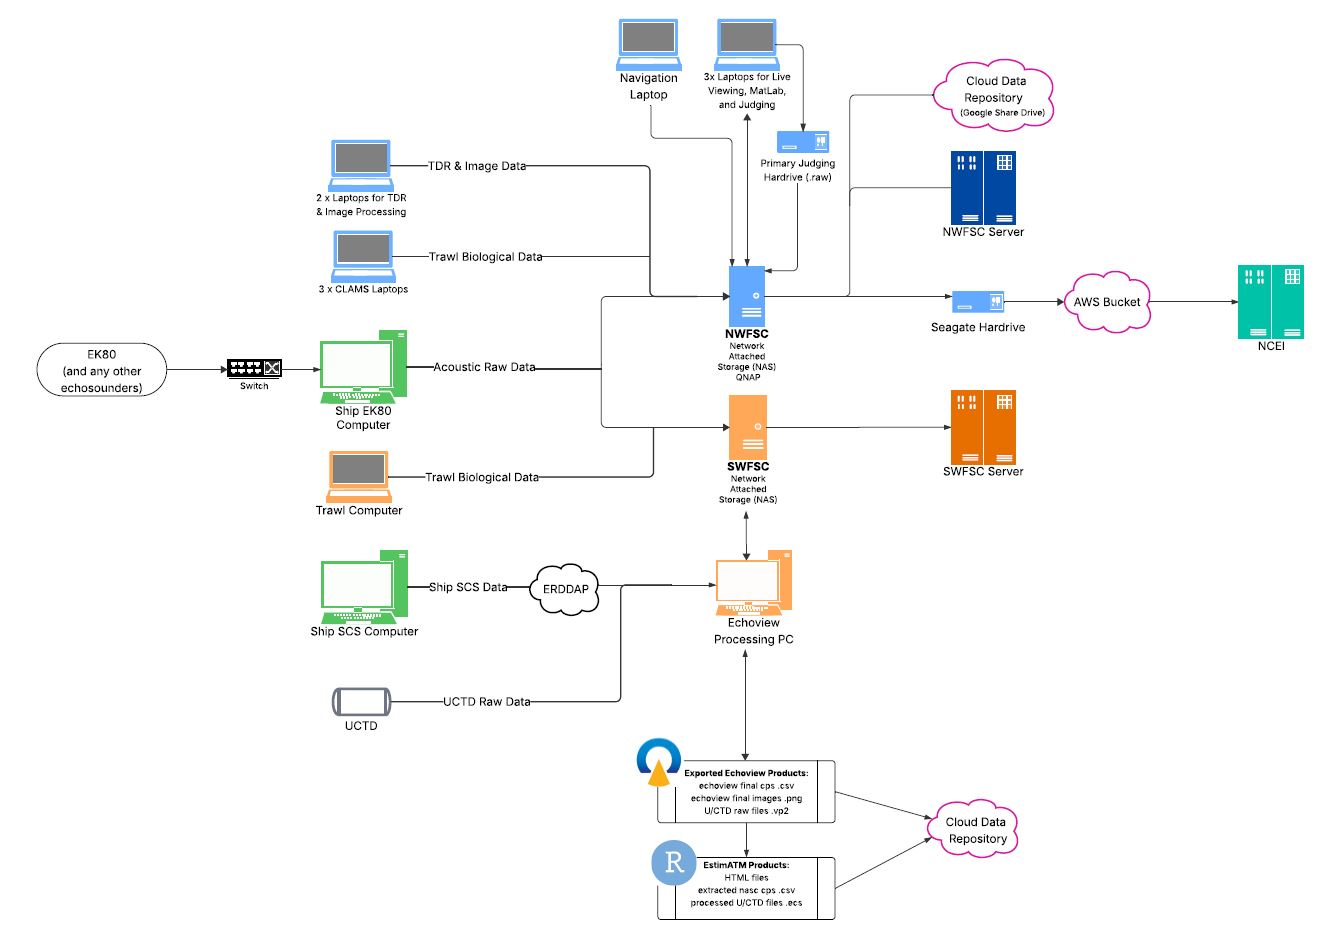 Navigation
Laptop
3x Laptops for Live
Viewing, MatLab,
and Judging
Cloud Data
Repository
(Google Share Drive)
Primary Judging
Hardrive (.raw)
TDR & Image Data
2 x Laptops for TDR
& Image Processing
NWFSC Server
Trawl Biological Data
3 x CLAMS Laptops
AWS Bucket
Seagate Hardrive
NCEI
NWFSC
Network
Attached
Storage (NAS)
QNAP
EK80
(and any other
echosounders)
Switch
Acoustic Raw Data
Ship EK80
Computer
SWFSC
Network
Attached
Storage (NAS)
SWFSC Server
Trawl Biological Data
Trawl Computer
Ship SCS Data
ERDDAP
Ship SCS Computer
Echoview
Processing PC
UCTD Raw Data
UCTD
Exported Echoview Products:
echoview final cps .csv
echoview final images .png
U/CTD raw files .vp2
Cloud Data
Repository
R
EstimATM Products:
HTML files
extracted nasc cps .csv
processed U/CTD files .ecs